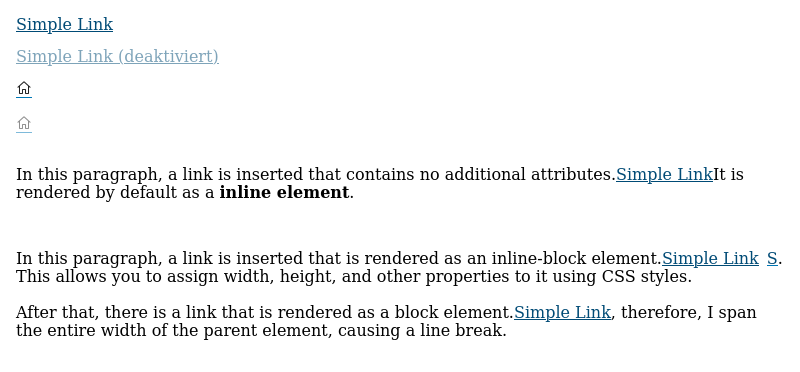 Simple Link
Simple Link (deaktiviert)
In this paragraph, a link is inserted that contains no additional attributes.Simple LinkIt is
rendered by default as a inline element.
In this paragraph, a link is inserted that is rendered as an inline-block element.Simple Link S.
This allows you to assign width, height, and other properties to it using CSS styles.
After that, there is a link that is rendered as a block element.Simple Link, therefore, I span
the entire width of the parent element, causing a line break.